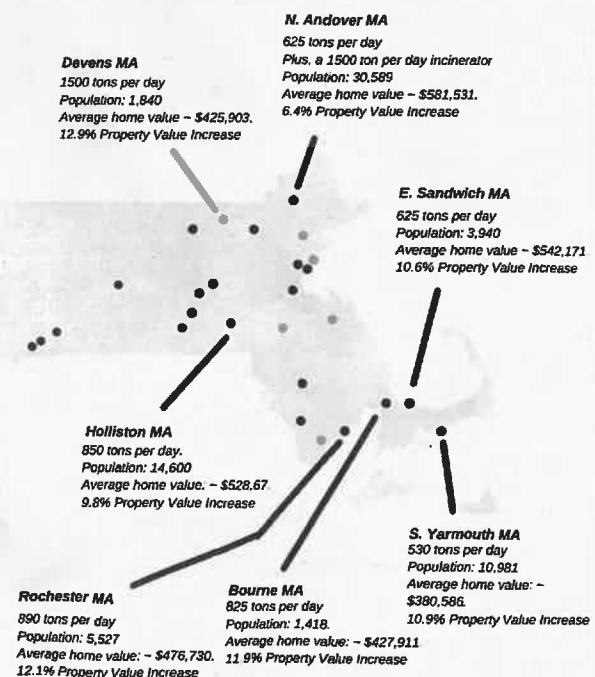 N. Andover MA
625 tons per day
Plus, a 1500 ton per day incinerator
Population: 30,589
Average home value ~ $581,531.
6.4% Property Value Increase
Devens MA
1500 tons per day
Population: 1,840
Average home value ~ $425,903.
12.9% Property Value Increase
E. Sandwich MA
625 tons per day
Population: 3,940
Average home value ~ $542,171
10.6% Property Value Increase
Holliston MA
850 tons per day.
Population: 14,600
Average home value. ~ $528,67
9.8% Property Value Increase
S. Yarmouth MA
530 tons per day
Population: 10,981
Average home value: ~
$380,586.
10.9% Property Value Increase
Rochester MA
890 tons per day
Population: 5,527
Average home value: ~ $476,730.
12.1% Property Value Increase
Bourne MA
825 tons per day
Population: 1,418.
Average home value: ~ $427,911
11 9% Property Value Increase